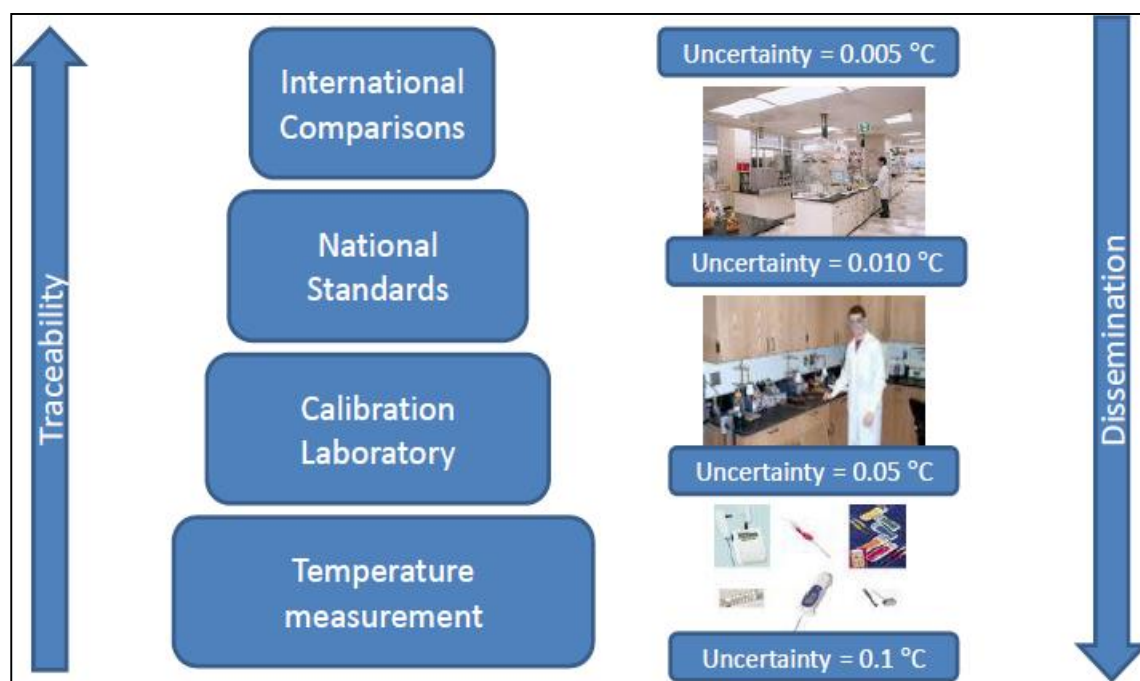 Traceability
International
Comparisons
National
Standards
Calibration
Laboratory
Temperature
measurement
Uncertainty = 0.005 °C
Uncertainty = 0.010 °C
Uncertainty = 0.05 °C
Uncertainty = 0.1 °C
Dissemination